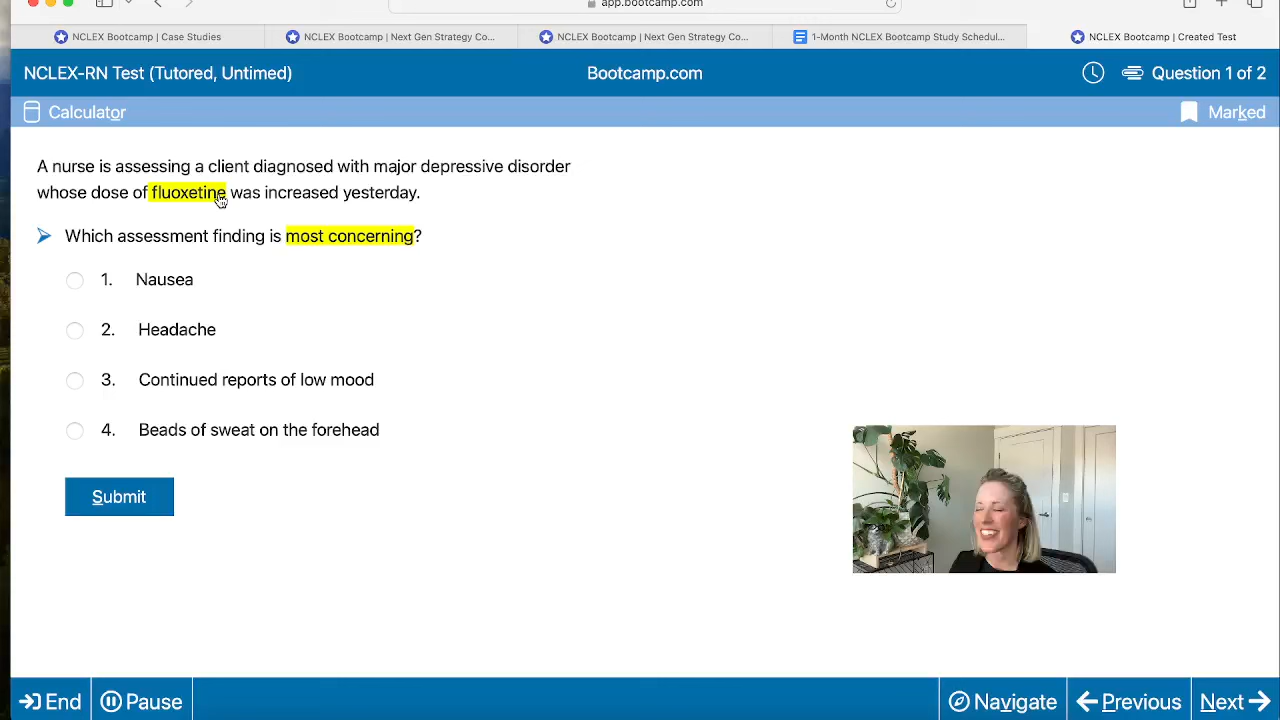 app.bootcamp.com
NCLEX Bootcamp | Case Studies
NCLEX Bootcamp | Next Gen Strategy Co...
NCLEX Bootcamp | Next Gen Strategy Co...
1-Month NCLEX Bootcamp Study Schedul...
NCLEX Bootcamp | Created Test
NCLEX-RN Test (Tutored, Untimed)
Bootcamp.com
Question 1 of 2
Calculator
Marked
A nurse is assessing a client diagnosed with major depressive disorder
whose dose of fluoxetine was increased yesterday.
Which assessment finding is most concerning?
1. Nausea
2. Headache
3. Continued reports of low mood
4. Beads of sweat on the forehead
Submit
End
Pause
Navigate
Previous
Next